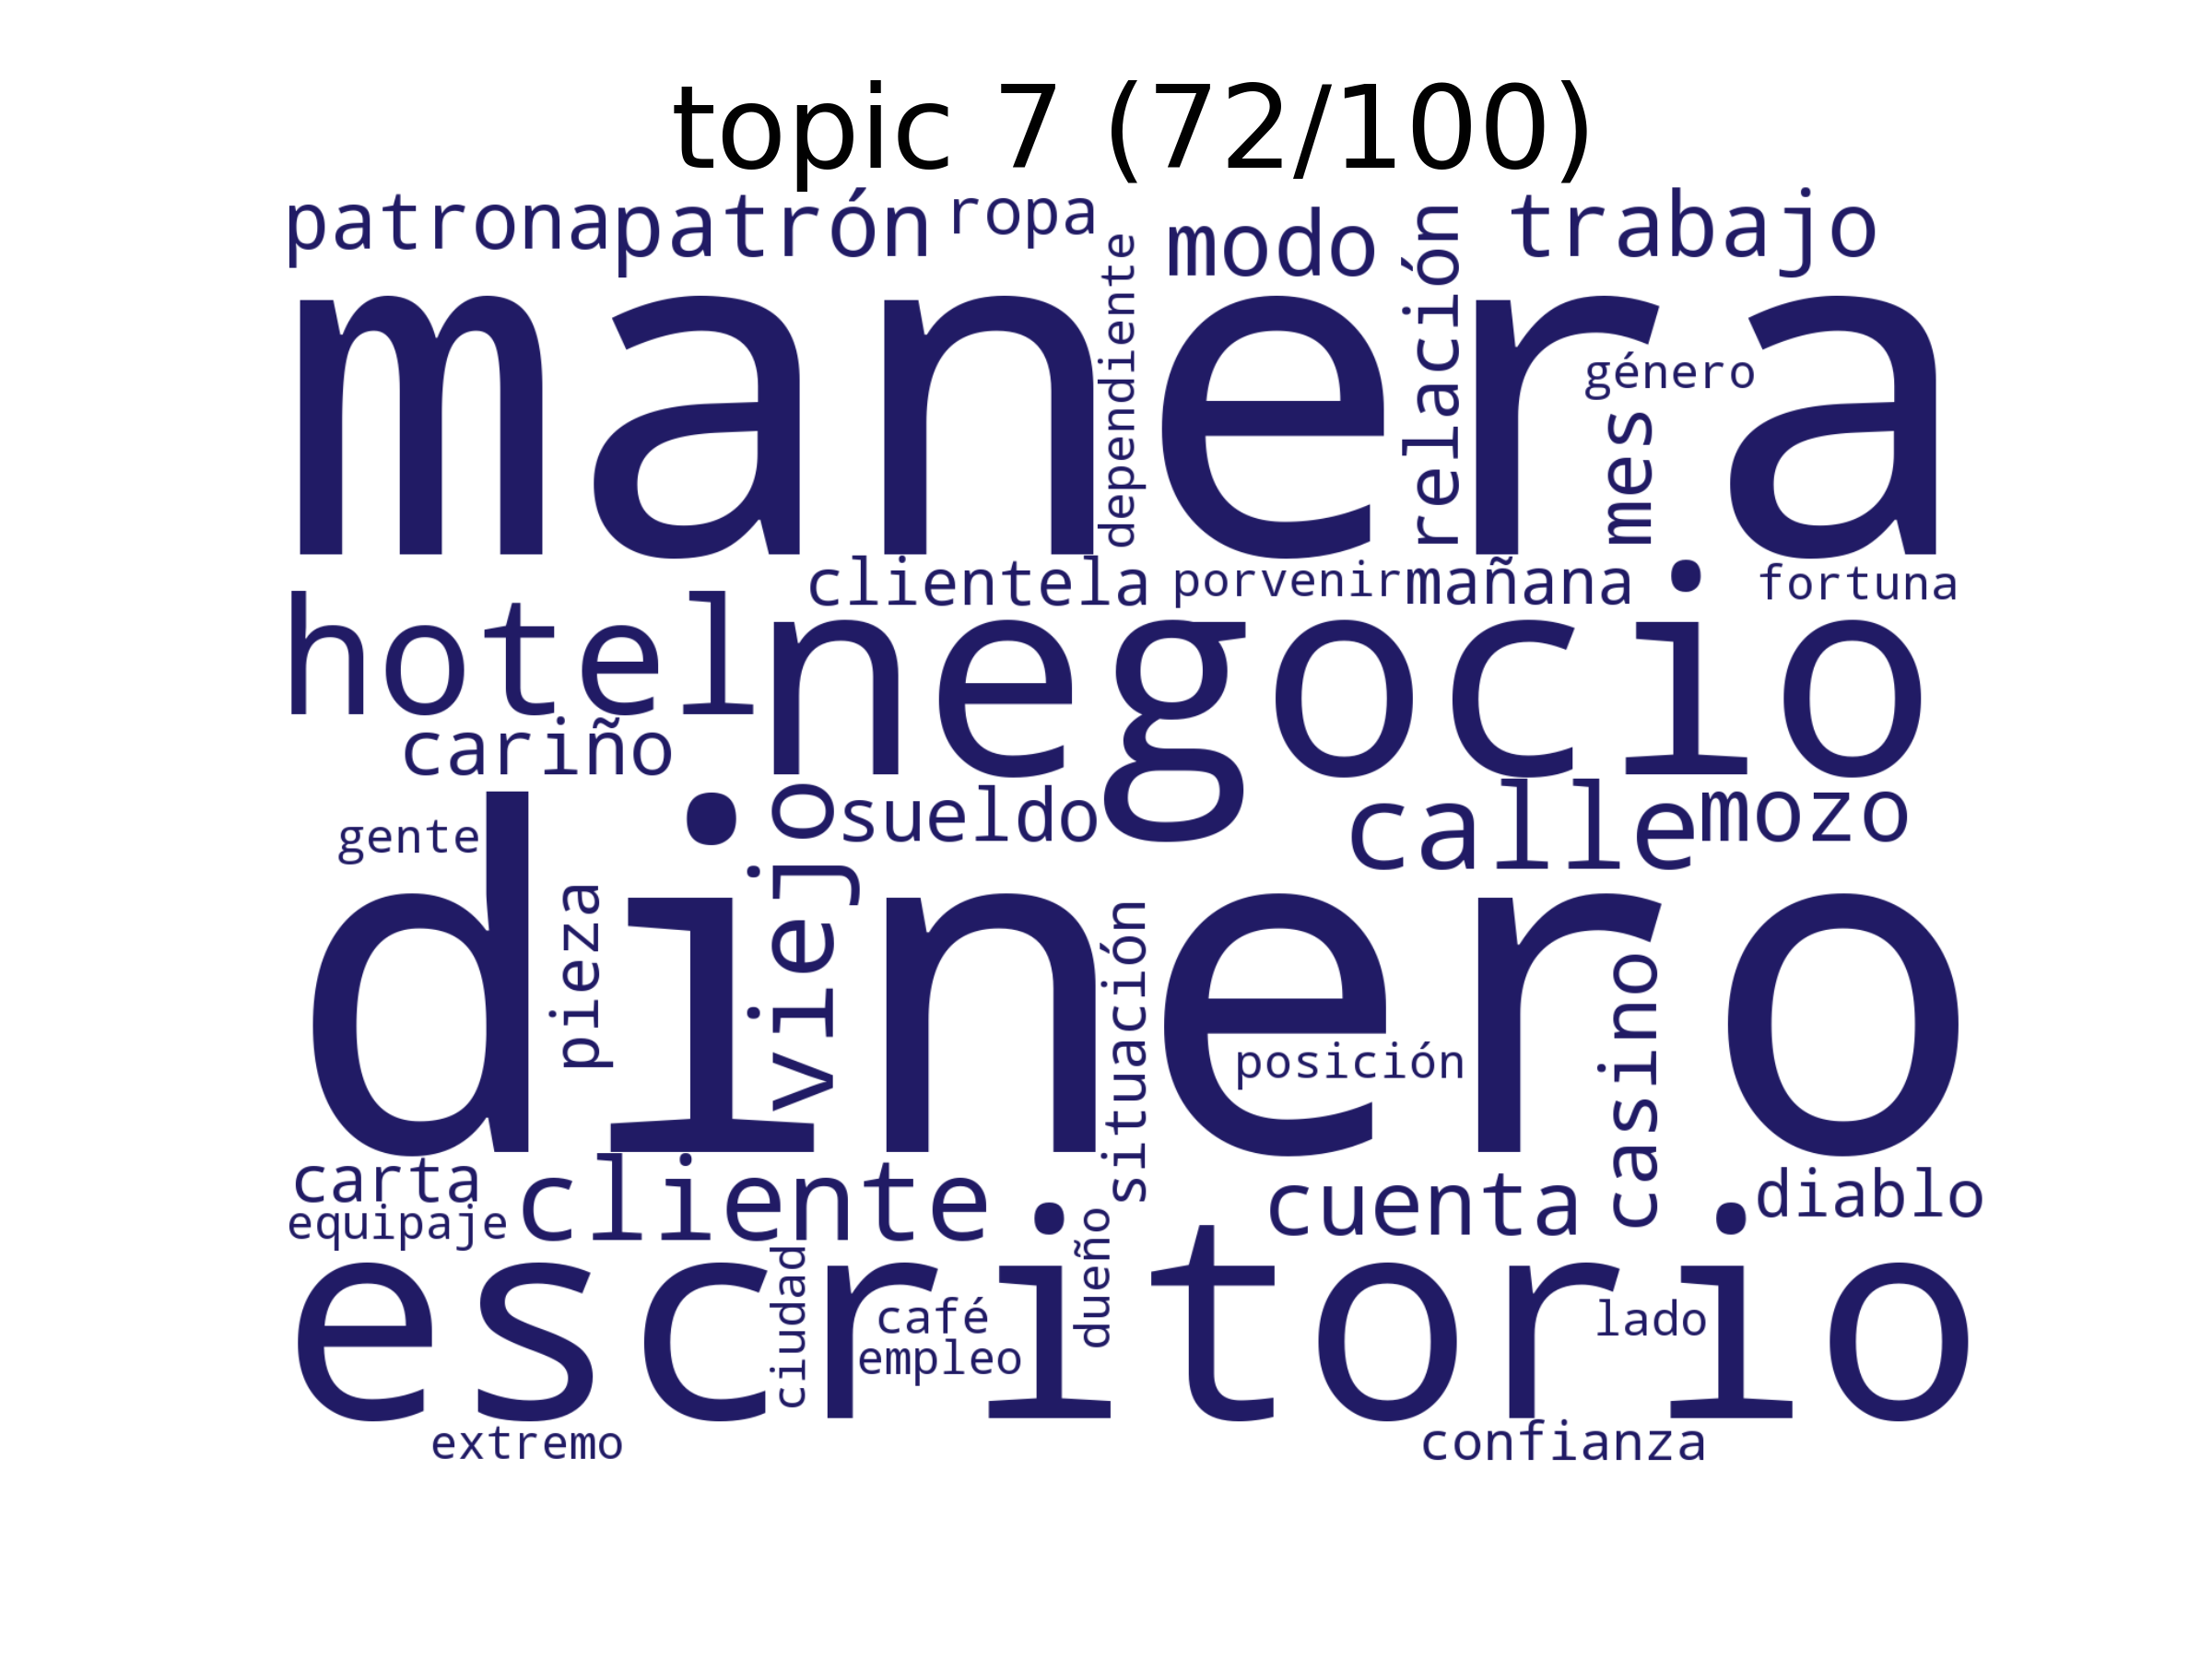 topic 7 (72/100)
patrona patrón ropa modo trabajo
dependiente
relación
manera
género
mes
clientela porvenir mañana fortuna
hotel negocio
cariño
sueldo calle mozo
gente
viejo
dinero
pieza
situación
posición
casino
carta cliente cuenta diablo
equipaje
escritorio
dueño
ciudad
café lado
empleo
extremo confianza